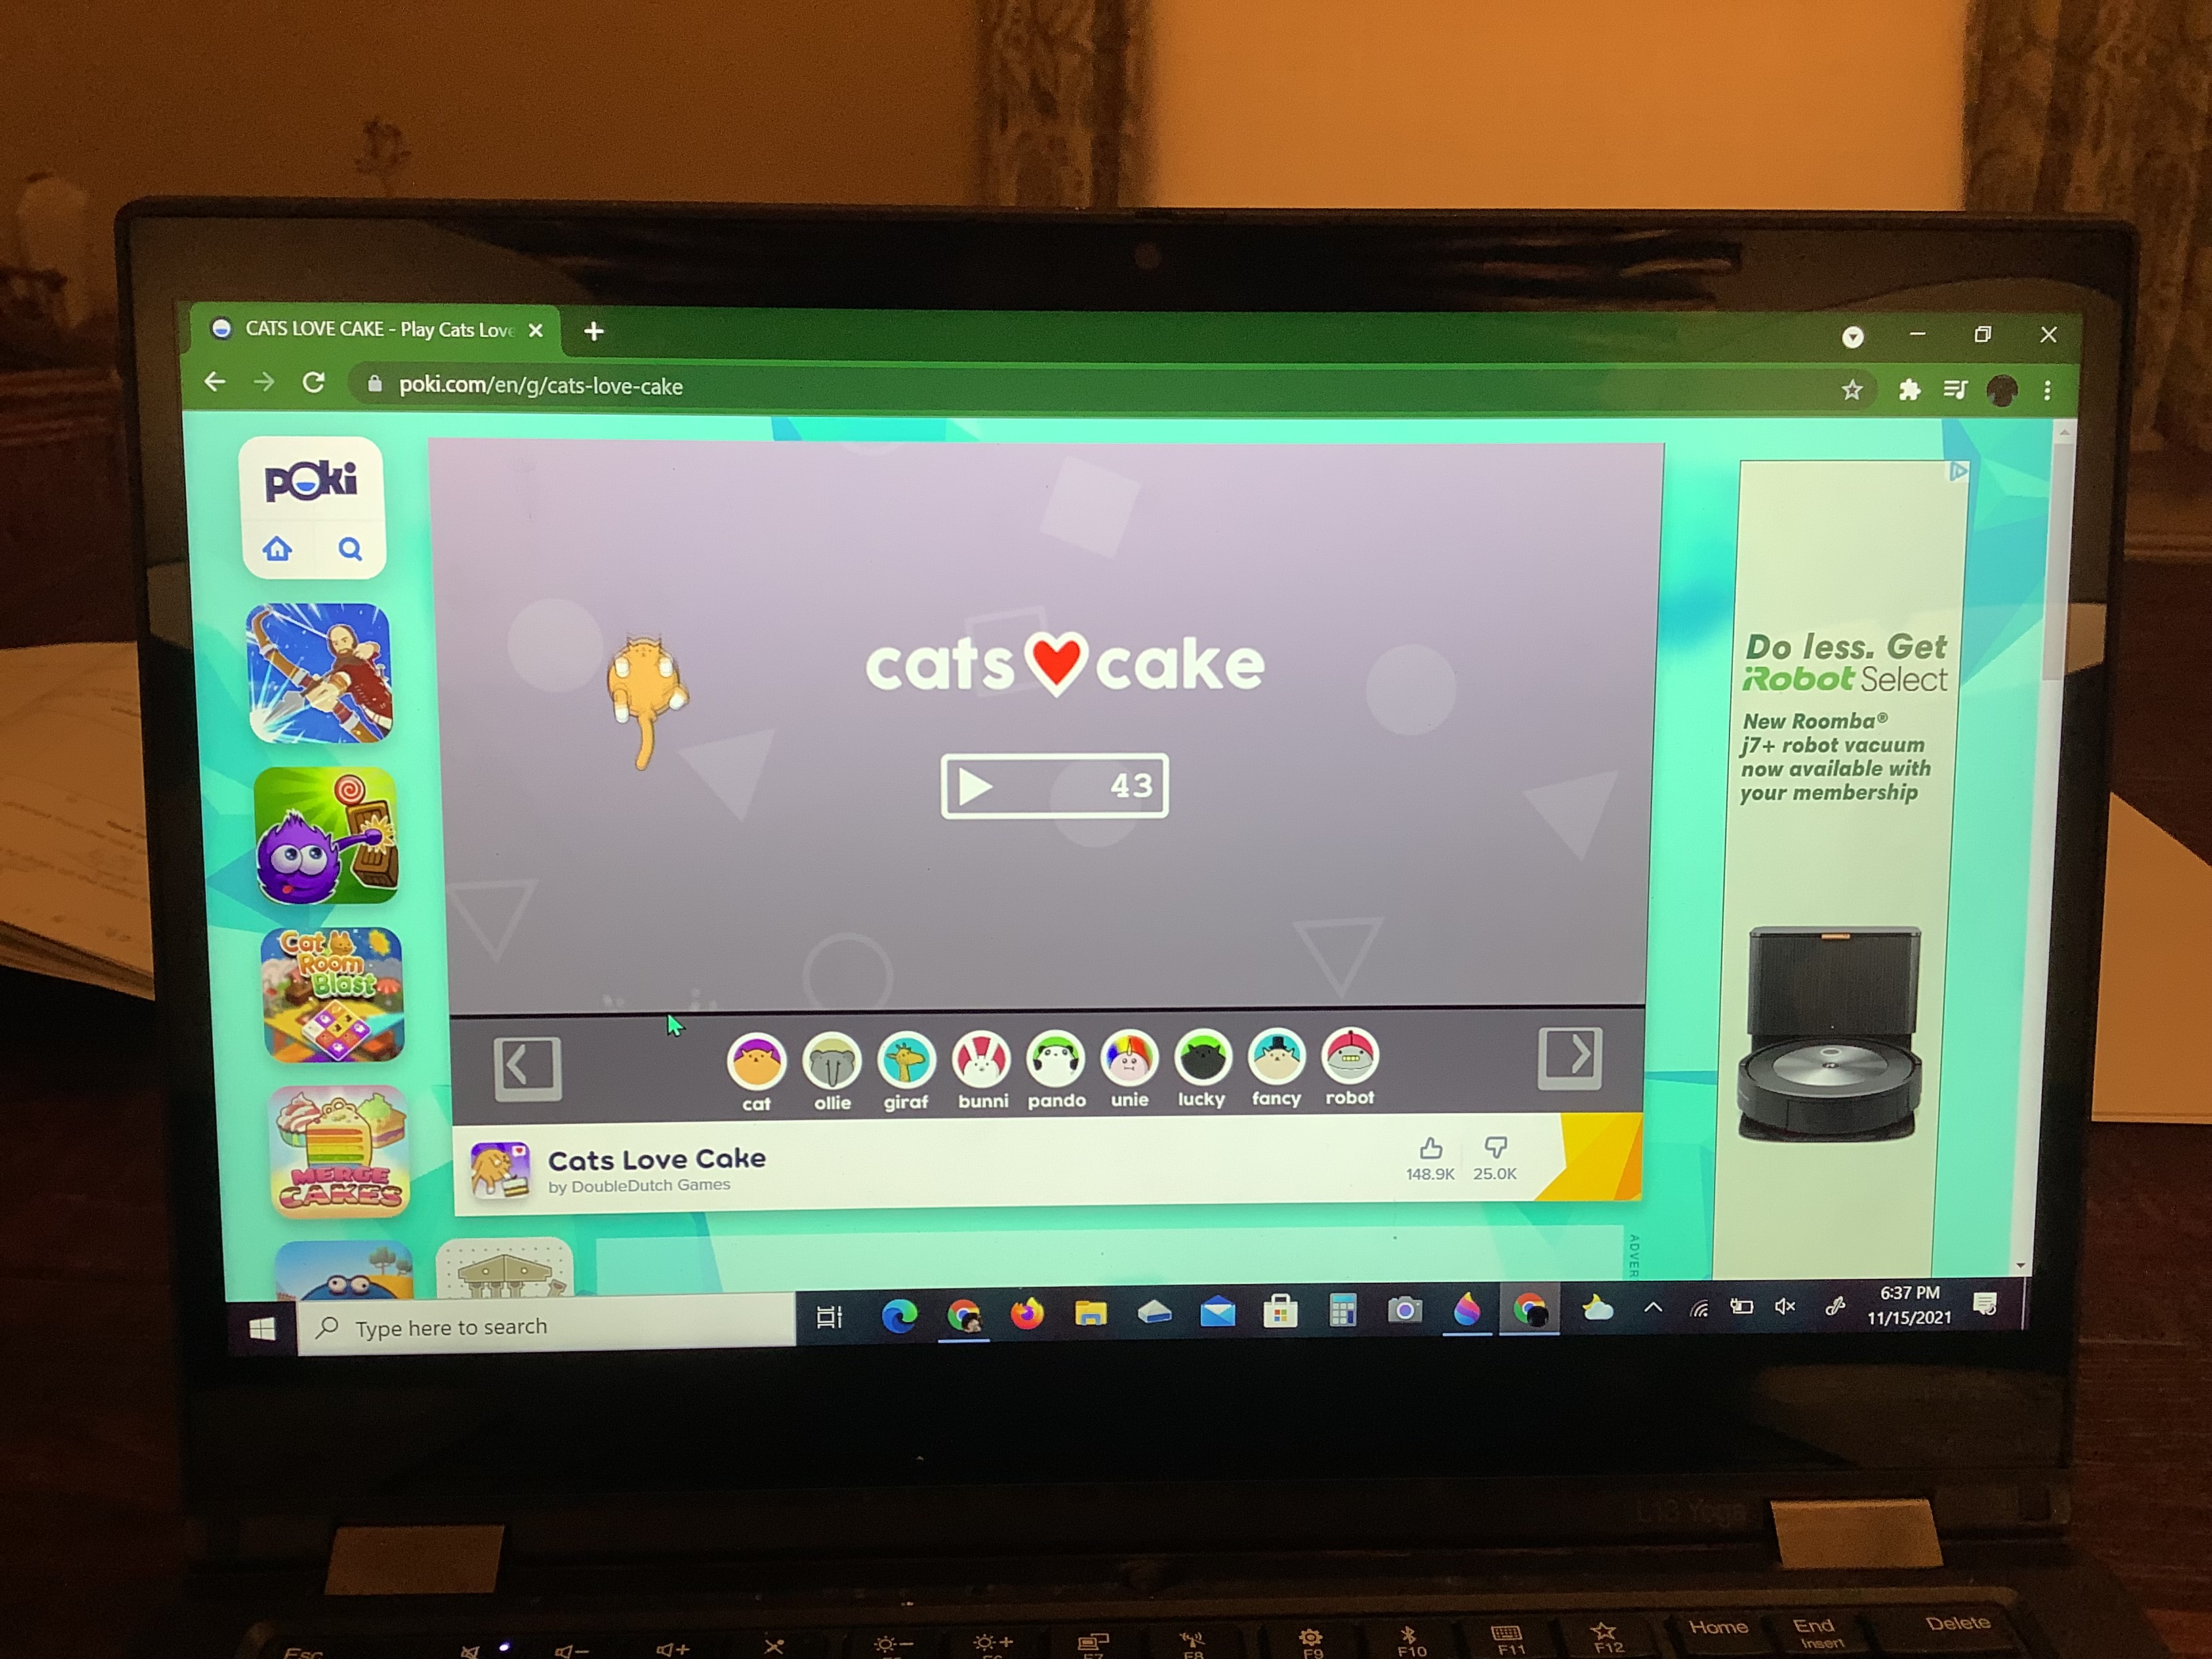 CATS LOVE CAKE - Play Cats Love
poki.com/en/g/cats-love-cake
poki
Cat
Room
Blast
MERGE
CAKES
cats cake
43
cat ollie giraf bunni pando unie lucky fancy robot
Cats Love Cake
by DoubleDutch Games
148.9K 25.0K
Do less. Get
iRobot Select
New Roomba®
j7+ robot vacuum
now available with
your membership
ADVER
Type here to search
6:37 PM
11/15/2021
L13 Yoga
Esc
F8 F9 F10 F11 F12 Home End Insert Delete